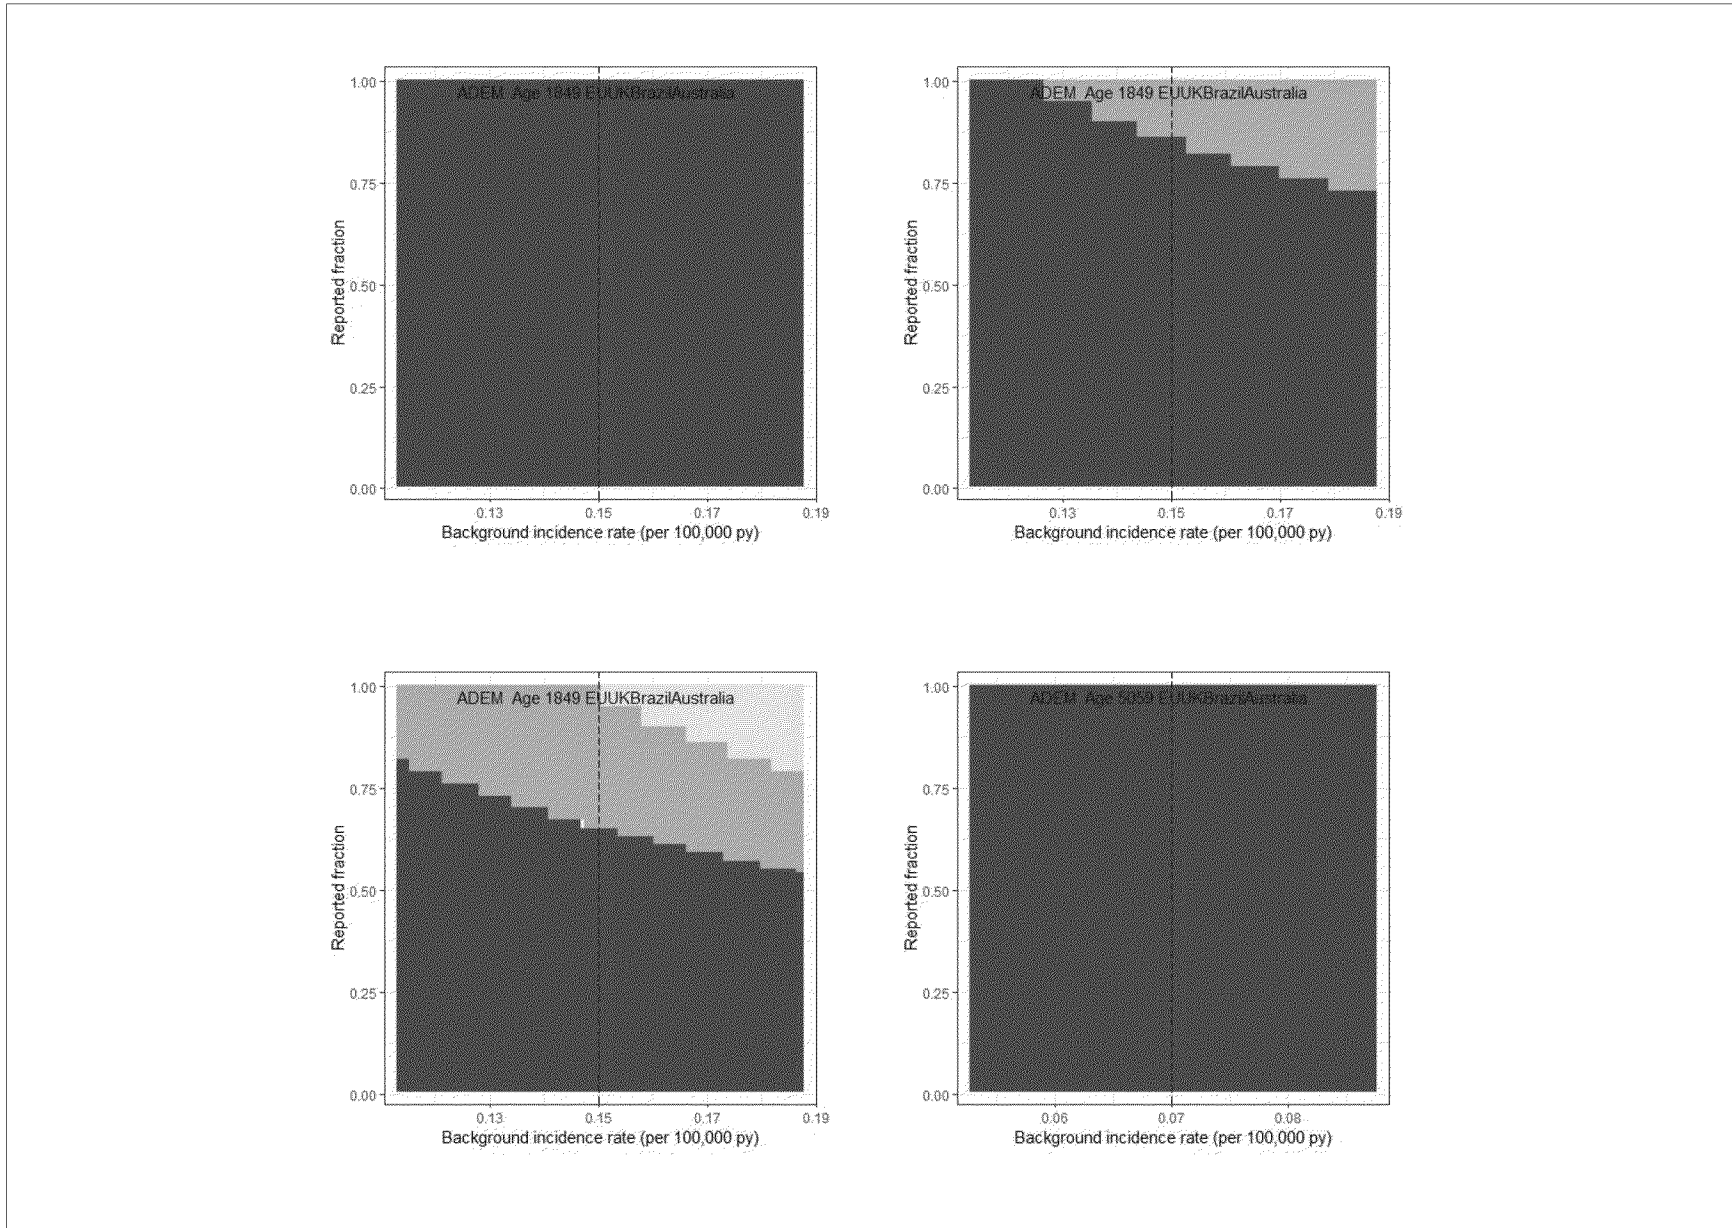 ADEM Age 1849 EUUKBrazilAustralia
1.00
0.75
0.50
0.25
0.00
Reported fraction
0.13 0.15 0.17 0.19
Background incidence rate (per 100,000 py)
ADEM Age 1849 EUUKBrazilAustralia
1.00
0.75
0.50
0.25
0.00
Reported fraction
0.13 0.15 0.17 0.19
Background incidence rate (per 100,000 py)
ADEM Age 1849 EUUKBrazilAustralia
1.00
0.75
0.50
0.25
0.00
Reported fraction
0.13 0.15 0.17 0.19
Background incidence rate (per 100,000 py)
ADEM Age 5059 EUUKBrazilAustralia
1.00
0.75
0.50
0.25
0.00
Reported fraction
0.06 0.07 0.08
Background incidence rate (per 100,000 py)